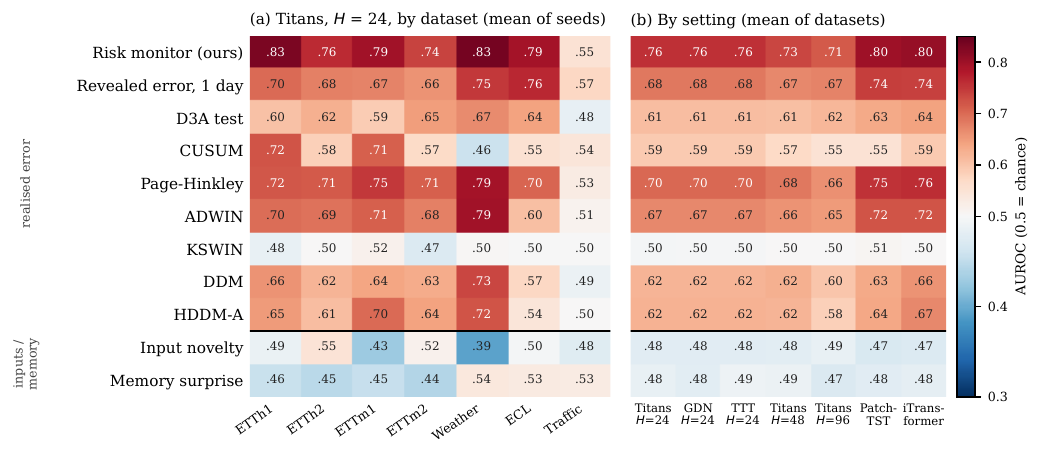 (a) Titans, H = 24, by dataset (mean of seeds)
(b) By setting (mean of datasets)
Risk monitor (ours) .83 .76 .79 .74 .83 .79 .55 .76 .76 .76 .73 .71 .80 .80
Revealed error, 1 day .70 .68 .67 .66 .75 .76 .57 .68 .68 .68 .67 .67 .74 .74
D3A test .60 .62 .59 .65 .67 .64 .48 .61 .61 .61 .61 .62 .63 .64
CUSUM .72 .58 .71 .57 .46 .55 .54 .59 .59 .59 .57 .55 .55 .59
Page-Hinkley .72 .71 .75 .71 .79 .70 .53 .70 .70 .70 .68 .66 .75 .76
ADWIN .70 .69 .71 .68 .79 .60 .51 .67 .67 .67 .66 .65 .72 .72
KSWIN .48 .50 .52 .47 .50 .50 .50 .50 .50 .50 .50 .50 .51 .50
DDM .66 .62 .64 .63 .73 .57 .49 .62 .62 .62 .62 .60 .63 .66
HDDM-A .65 .61 .70 .64 .72 .54 .50 .62 .62 .62 .62 .58 .64 .67
Input novelty .49 .55 .43 .52 .39 .50 .48 .48 .48 .48 .48 .49 .47 .47
Memory surprise .46 .45 .45 .44 .54 .53 .53 .48 .48 .49 .49 .47 .48 .48
realised error
inputs /
memory
ETTh1 ETTh2 ETTm1 ETTm2 Weather ECL Traffic
Titans GDN TTT Titans Titans Patch- iTrans-
H=24 H=24 H=24 H=48 H=96 TST former
0.8
0.7
0.6
0.5
0.4
0.3
AUROC (0.5 = chance)